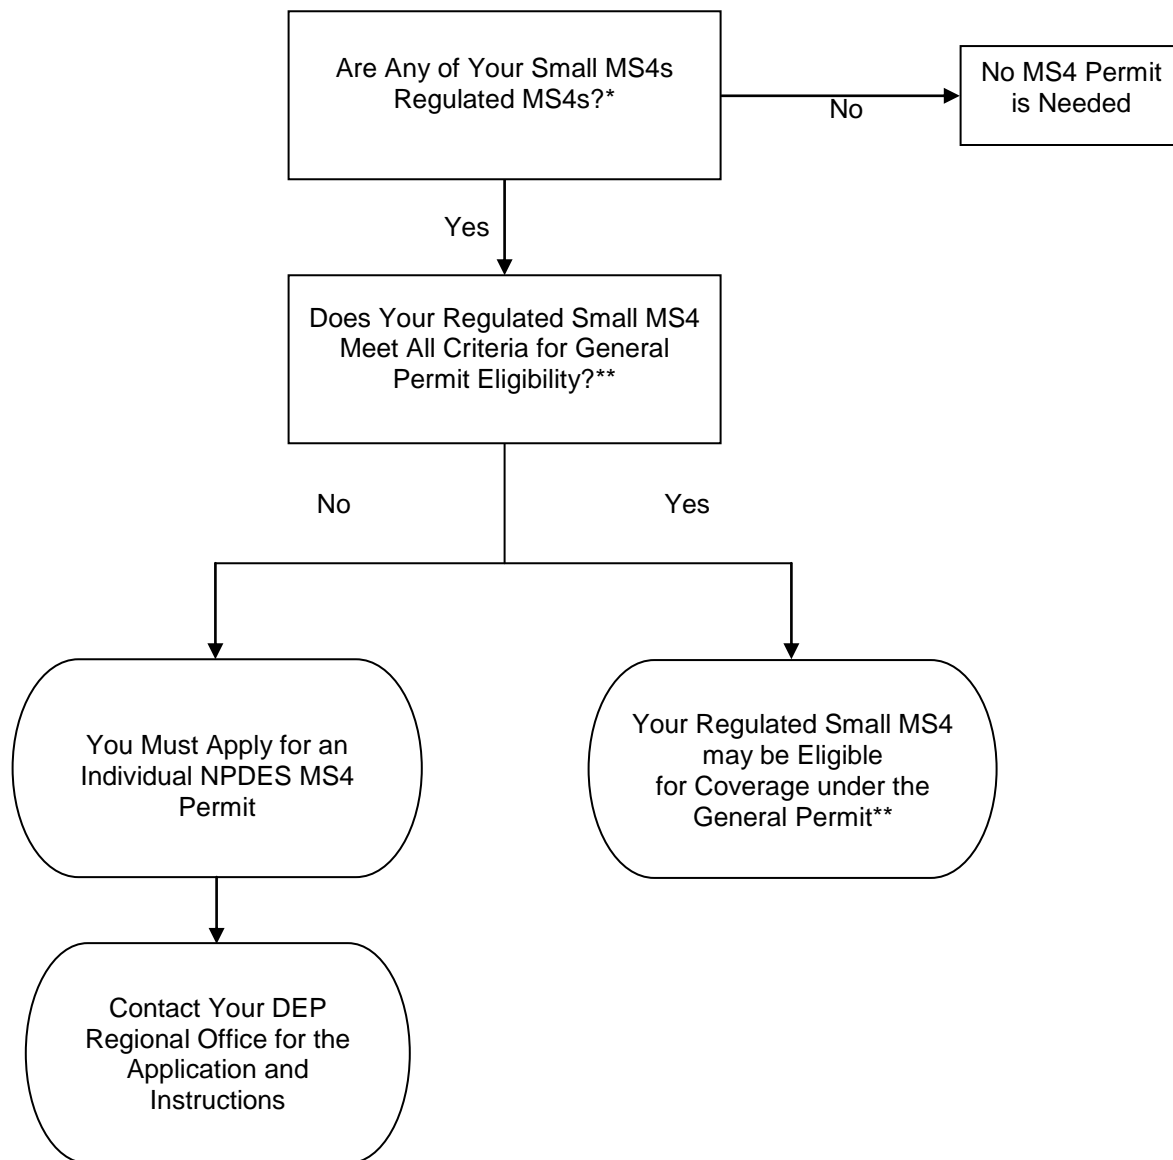 Are Any of Your Small MS4s
Regulated MS4s?*
No MS4 Permit
is Needed
No
Yes
Does Your Regulated Small MS4
Meet All Criteria for General
Permit Eligibility?**
No
Yes
You Must Apply for an
Individual NPDES MS4
Permit
Your Regulated Small MS4
may be Eligible
for Coverage under the
General Permit**
Contact Your DEP
Regional Office for the
Application and
Instructions